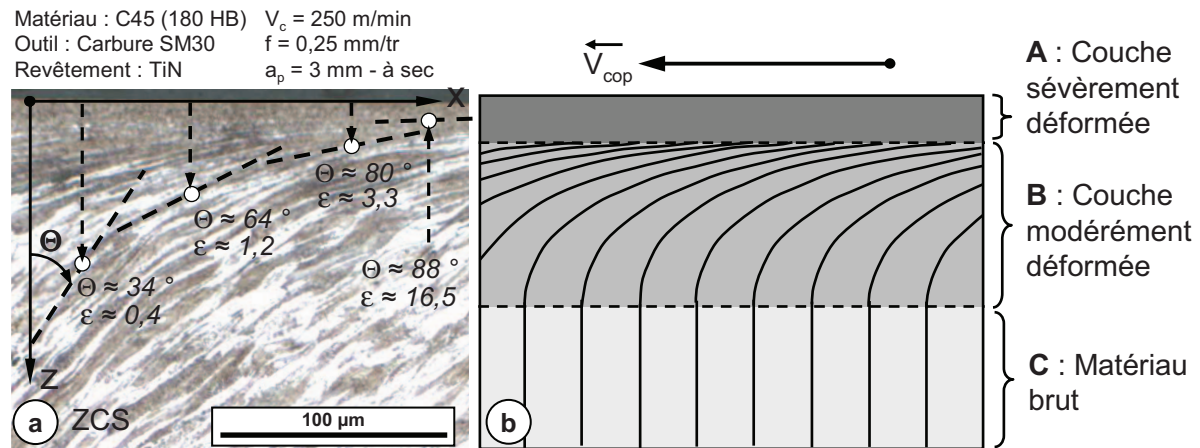 Matériau : C45 (180 HB) V_c = 250 m/min
Outil : Carbure SM30 f = 0,25 mm/tr
Revêtement : TiN a_p = 3 mm - à sec
V_cop
X
Θ ≈ 80 °
ε ≈ 3,3
Θ ≈ 64 °
ε ≈ 1,2
Θ
Θ ≈ 88 °
ε ≈ 16,5
Θ ≈ 34 °
ε ≈ 0,4
Z
a ZCS
100 µm
b
A : Couche
sévèrement
déformée
B : Couche
modérément
déformée
C : Matériau
brut